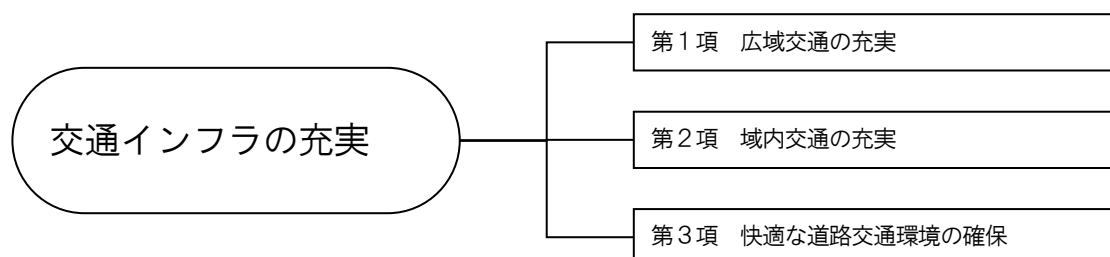 交通インフラの充実
第１項　広域交通の充実
第２項　域内交通の充実
第３項　快適な道路交通環境の確保